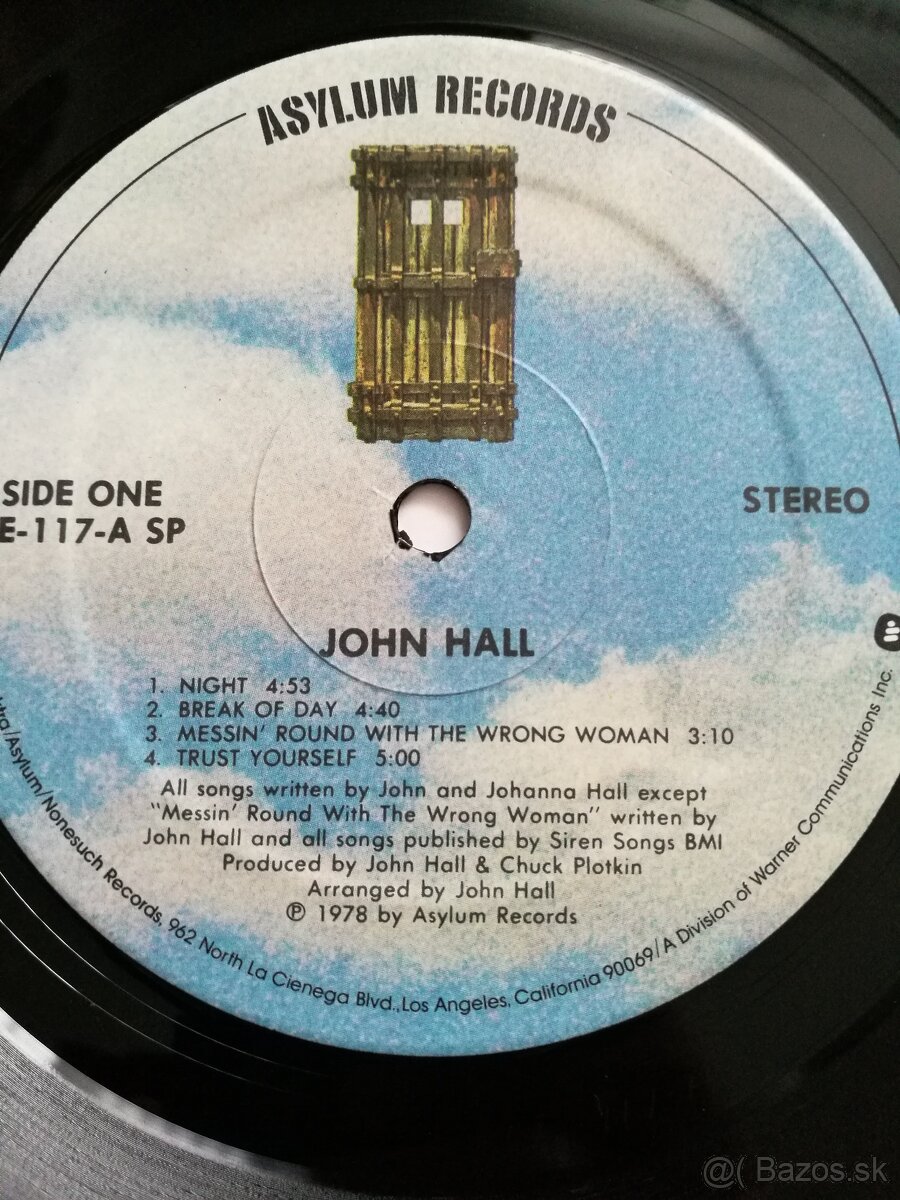 ASYLUM RECORDS
SIDE ONE
E-117-A SP
STEREO
JOHN HALL
1. NIGHT 4:53
2. BREAK OF DAY 4:40
3. MESSIN' ROUND WITH THE WRONG WOMAN 3:10
4. TRUST YOURSELF 5:00
All songs written by John and Johanna Hall except
"Messin' Round With The Wrong Woman" written by
John Hall and all songs published by Siren Songs BMI
Produced by John Hall & Chuck Plotkin
Arranged by John Hall
℗ 1978 by Asylum Records
/Asylum/Nonesuch Records, 962 North La Cienega Blvd., Los Angeles, California 90069/A Division of Warner Communications Inc.
@( Bazos.sk